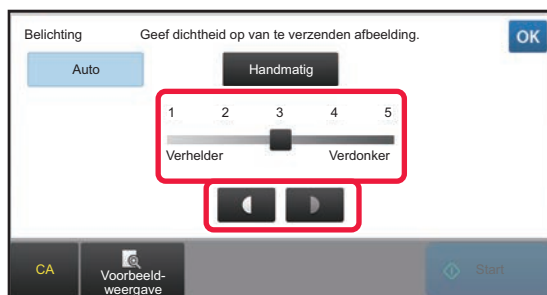 Belichting
Geef dichtheid op van te verzenden afbeelding.
OK
Auto
Handmatig
1 2 3 4 5
Verhelder
Verdonker
CA
Voorbeeld-
weergave
Start